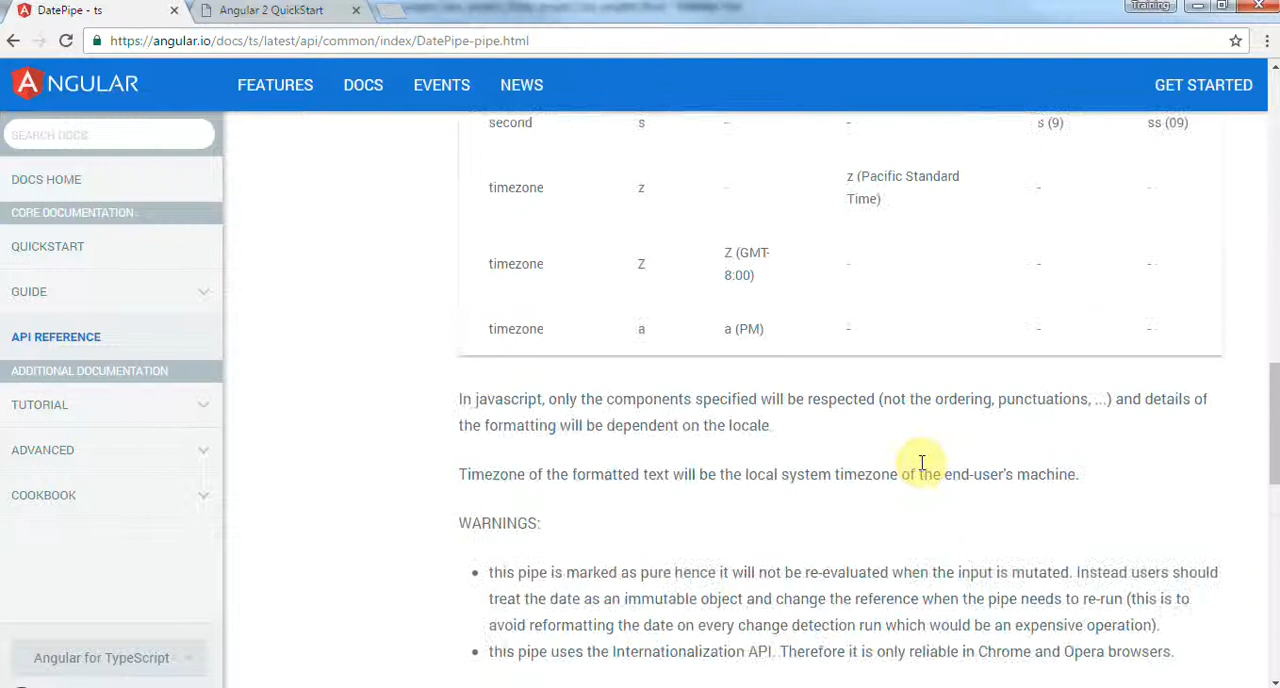 DatePipe - ts
Angular 2 QuickStart
Training
https://angular.io/docs/ts/latest/api/common/index/DatePipe-pipe.html
ANGULAR
FEATURES
DOCS
EVENTS
NEWS
GET STARTED
SEARCH DOCS
DOCS HOME
CORE DOCUMENTATION
QUICKSTART
GUIDE
API REFERENCE
ADDITIONAL DOCUMENTATION
TUTORIAL
ADVANCED
COOKBOOK
Angular for TypeScript
second s - - s (9) ss (09)
timezone z - z (Pacific Standard
Time) - -
timezone Z Z (GMT-
8:00) - - -
timezone a a (PM) - - -
In javascript, only the components specified will be respected (not the ordering, punctuations, ...) and details of
the formatting will be dependent on the locale.
Timezone of the formatted text will be the local system timezone of the end-user's machine.
WARNINGS:
• this pipe is marked as pure hence it will not be re-evaluated when the input is mutated. Instead users should
treat the date as an immutable object and change the reference when the pipe needs to re-run (this is to
avoid reformatting the date on every change detection run which would be an expensive operation).
• this pipe uses the Internationalization API. Therefore it is only reliable in Chrome and Opera browsers.